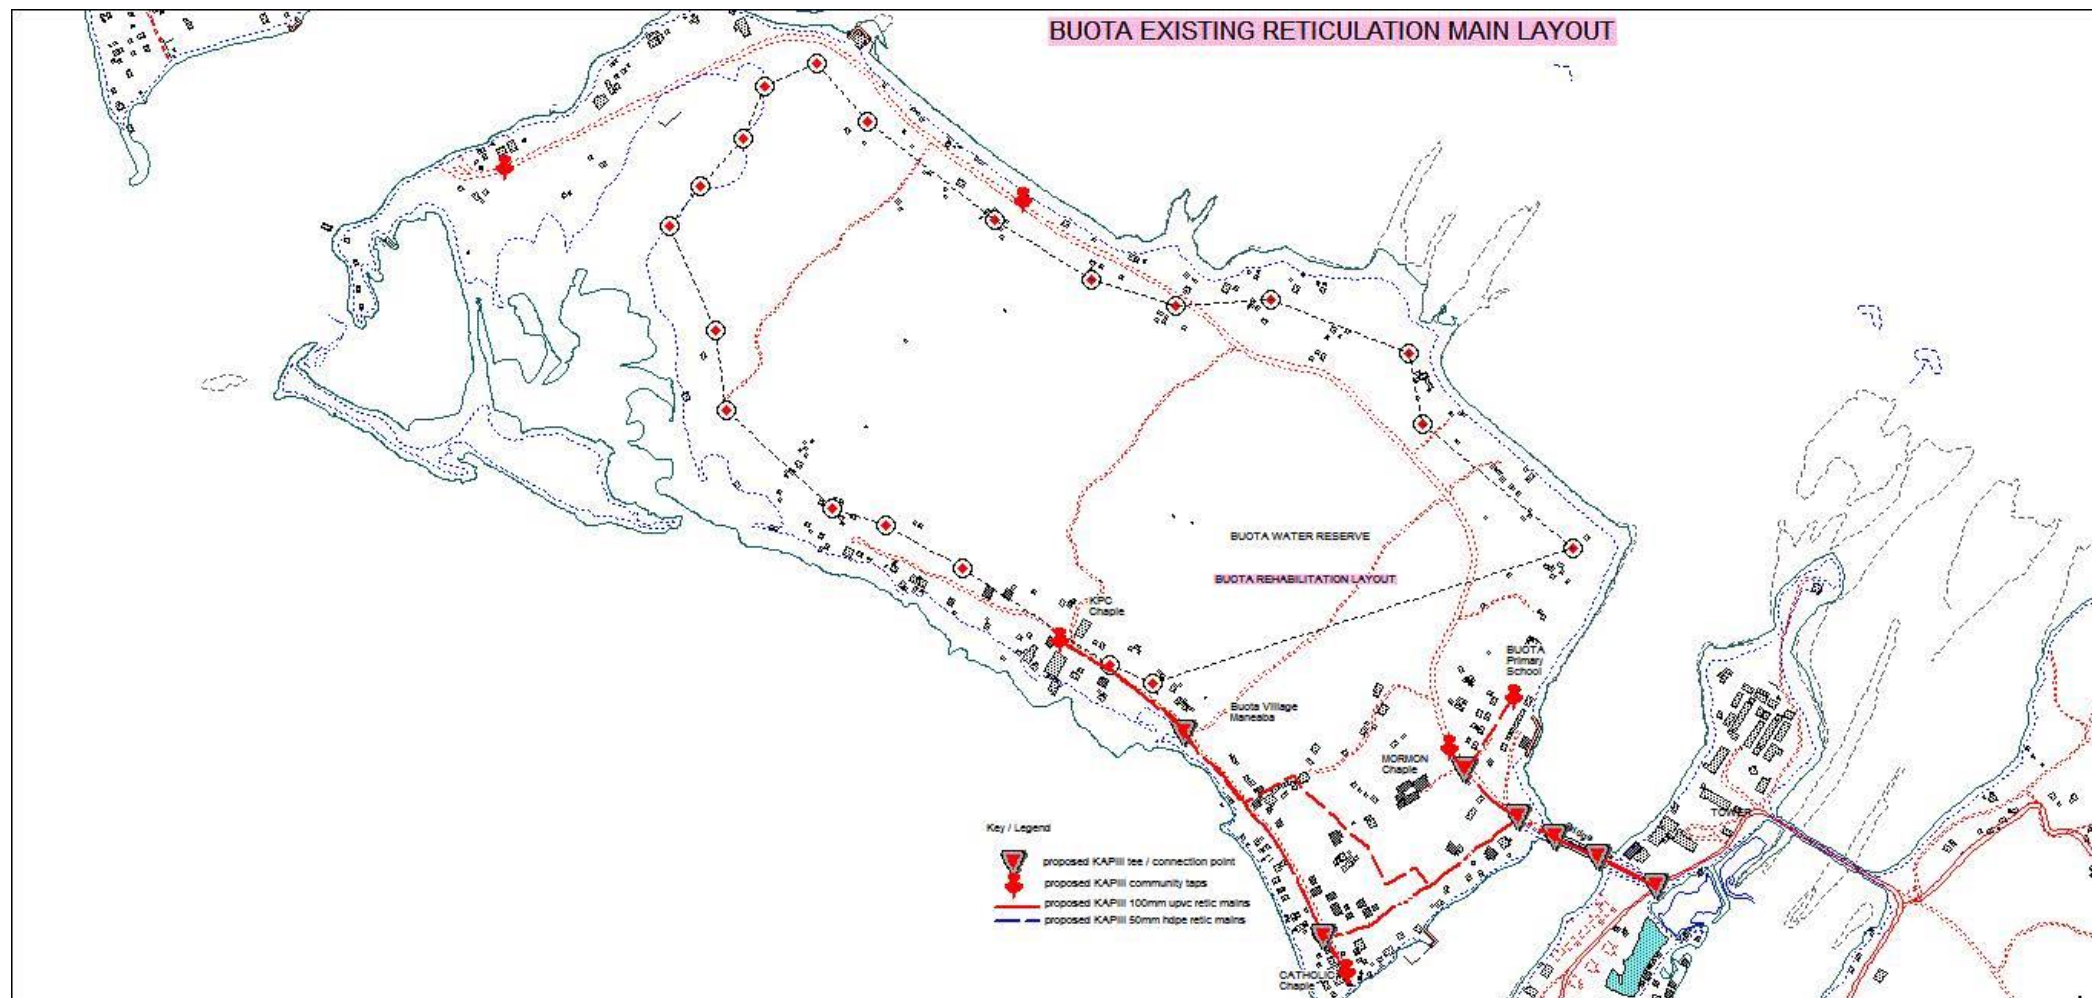 BUOTA EXISTING RETICULATION MAIN LAYOUT
BUOTA WATER RESERVE
BUOTA REHABILITATION LAYOUT
KPC
Chaple
BUOTA
Primary
School
Buota Village
Maneaba
MORMON
Chaple
Bridge
TOWER
Key / Legend
proposed KAPIII tee / connection point
proposed KAPIII community taps
proposed KAPIII 100mm upvc retic mains
proposed KAPIII 50mm hdpe retic mains
CATHOLIC
Chaple